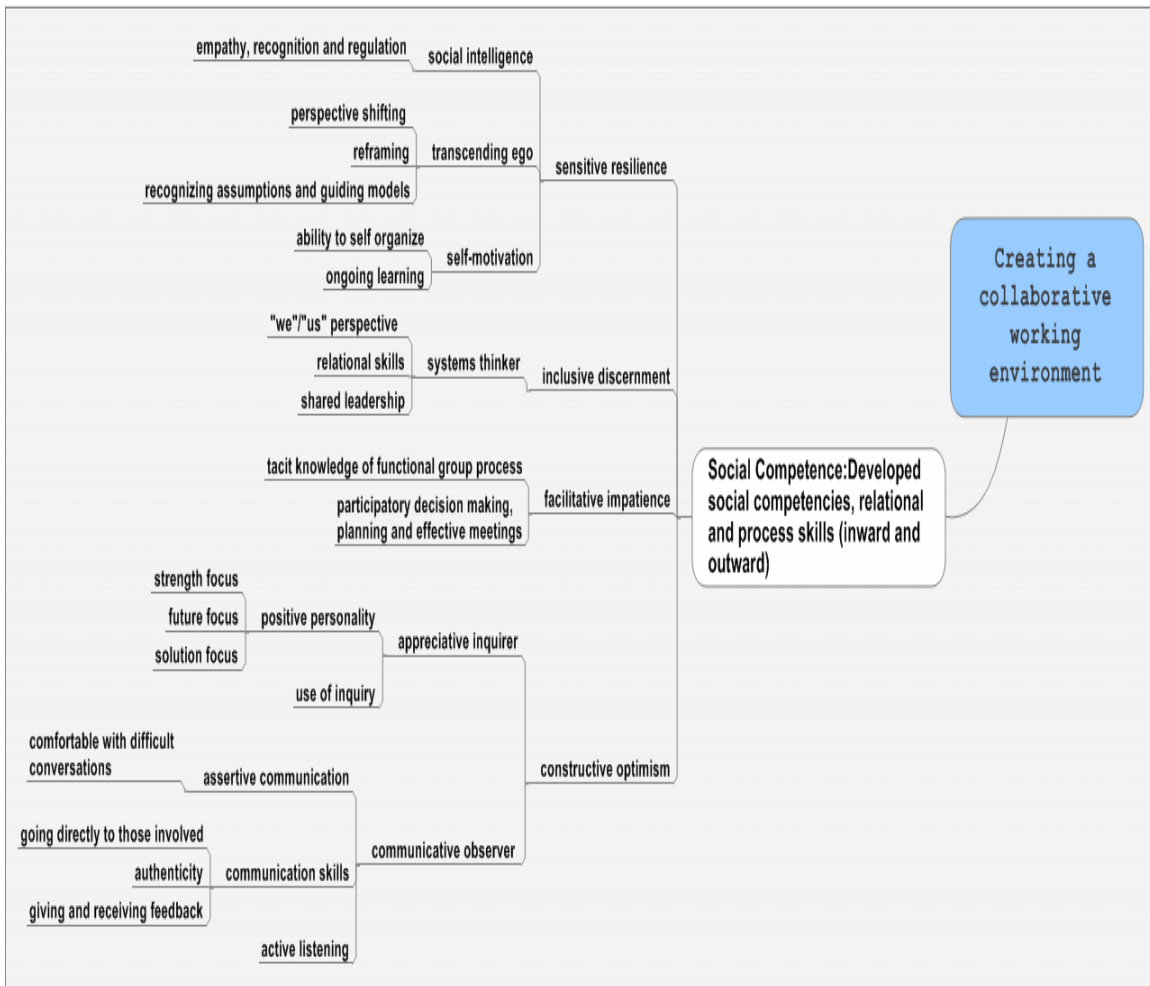 empathy, recognition and regulation
social intelligence
perspective shifting
reframing
transcending ego
recognizing assumptions and guiding models
sensitive resilience
ability to self organize
ongoing learning
self-motivation
"we"/"us" perspective
relational skills
shared leadership
systems thinker
inclusive discernment
tacit knowledge of functional group process
participatory decision making,
planning and effective meetings
facilitative impatience
strength focus
future focus
solution focus
positive personality
use of inquiry
appreciative inquirer
comfortable with difficult
conversations
assertive communication
going directly to those involved
authenticity
giving and receiving feedback
communication skills
active listening
communicative observer
constructive optimism
Social Competence:Developed
social competencies, relational
and process skills (inward and
outward)
Creating a
collaborative
working
environment